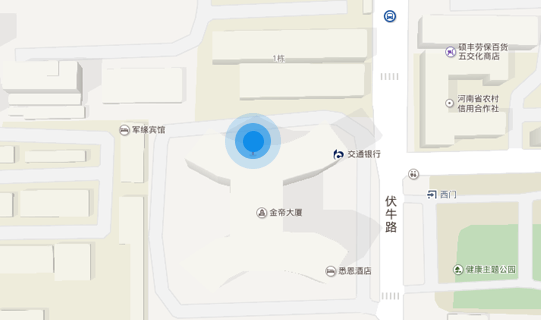 硕丰劳保百货
五交化商店
1栋
河南省农村
信用合作社
军缘宾馆
交通银行
西门
伏牛路
金帝大厦
悉恩酒店
健康主题公园